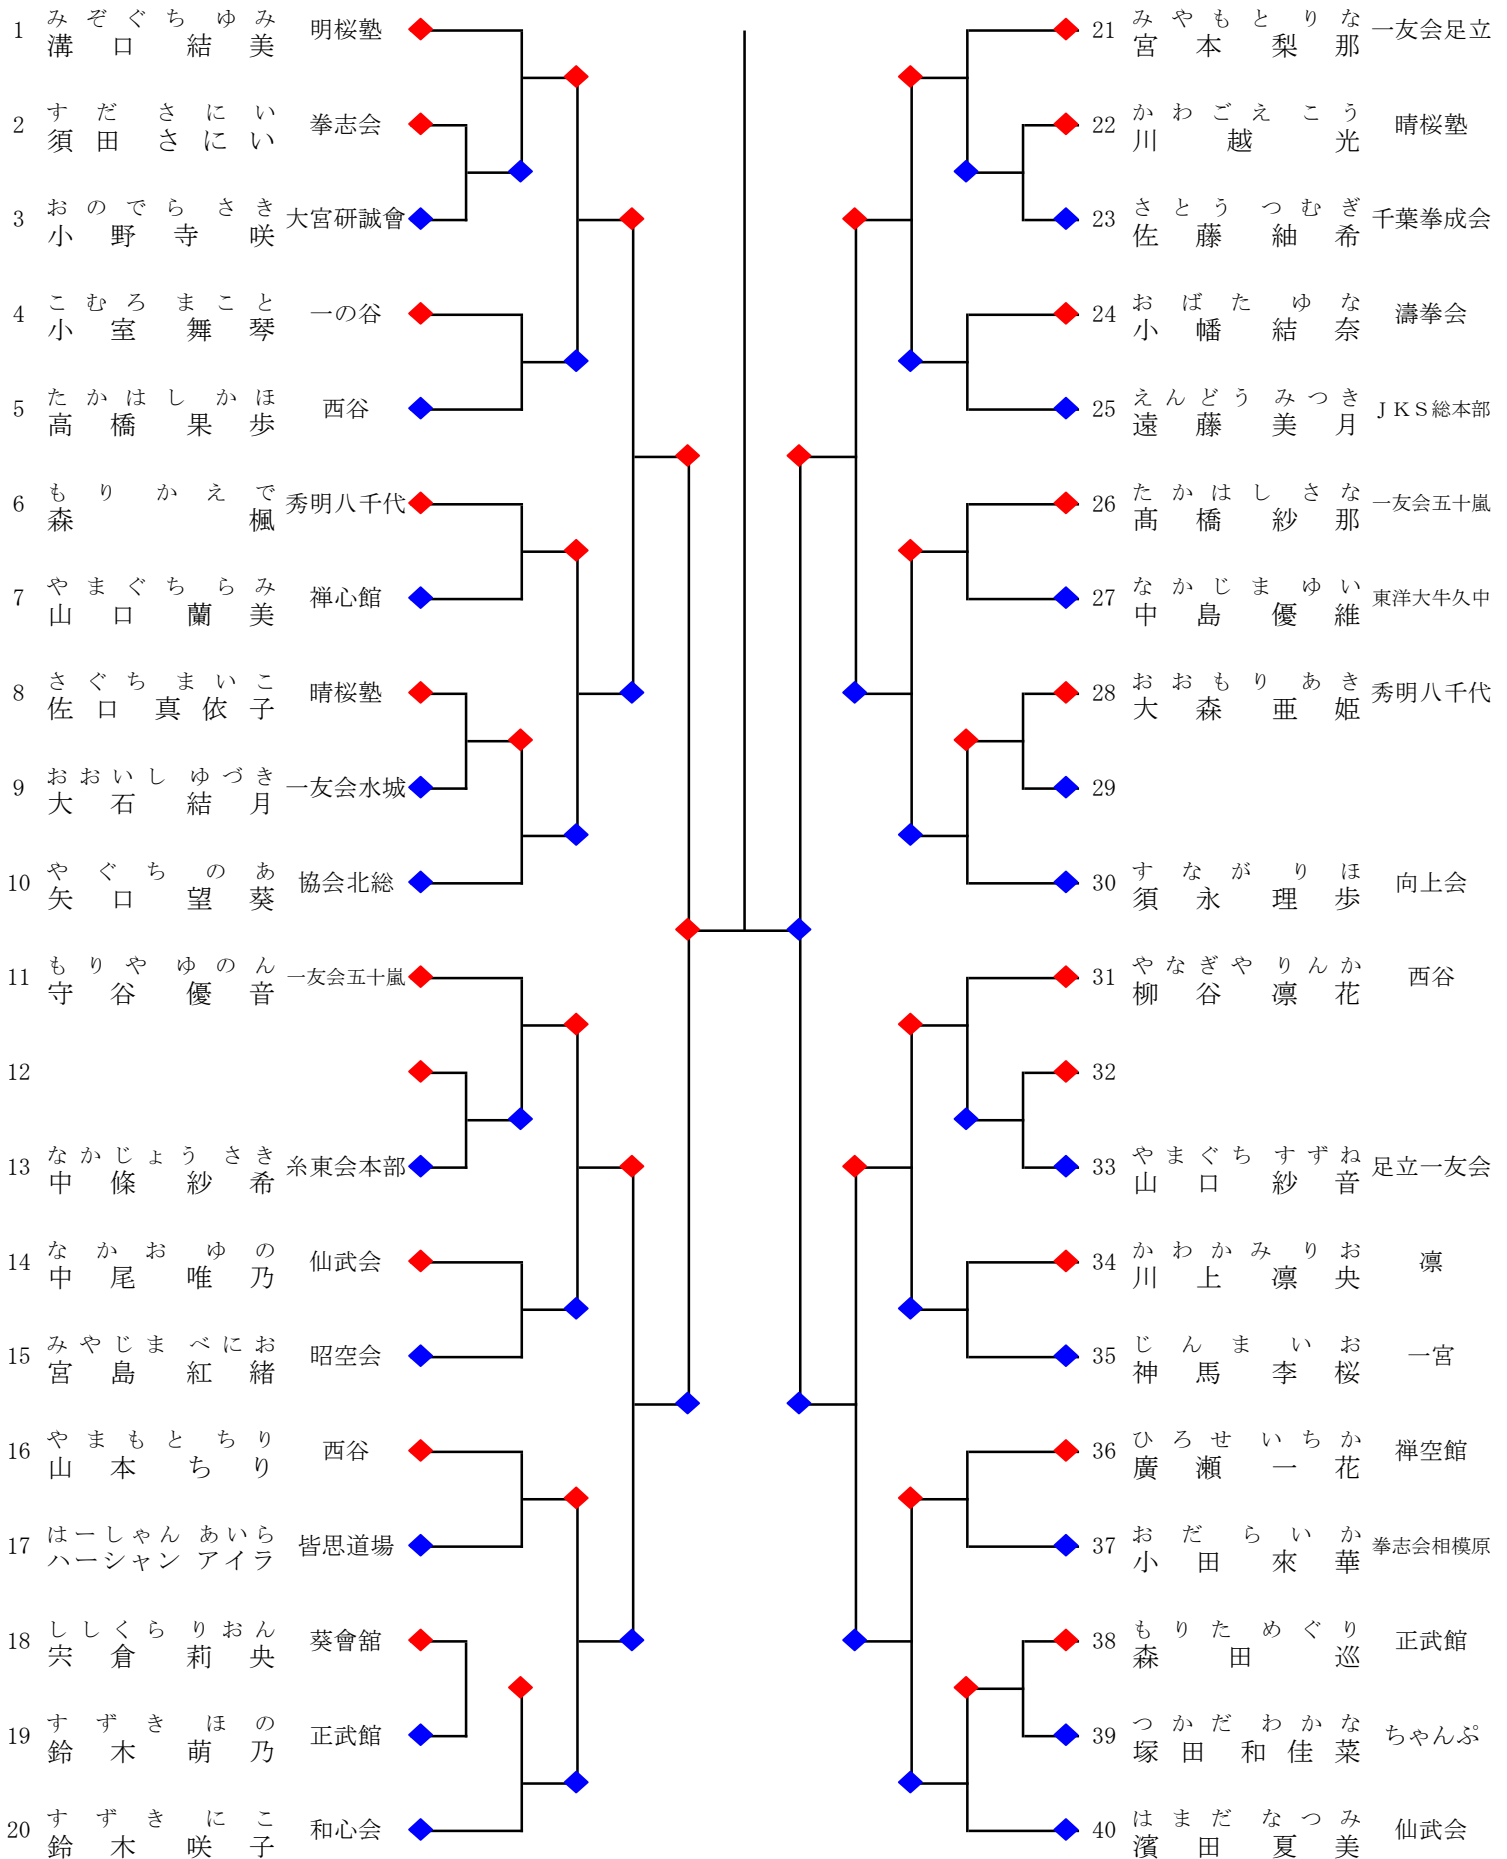 みぞぐち ゆみ
1 溝口 結美 明桜塾
すだ さにい
2 須田 さにい 拳志会
おのでら さき
3 小野寺 咲 大宮研誠會
こむろ まこと
4 小室 舞琴 一の谷
たかはし かほ
5 高橋 果歩 西谷
もり かえで
6 森 楓 秀明八千代
やまぐち らみ
7 山口 蘭美 禅心館
さぐち まいこ
8 佐口 真依子 晴桜塾
おおいし ゆづき
9 大石 結月 一友会水城
やぐち のあ
10 矢口 望葵 協会北総
もりや ゆのん
11 守谷 優音 一友会五十嵐
12
なかじょう さき
13 中條 紗希 糸東会本部
なかお ゆの
14 中尾 唯乃 仙武会
みやじま べにお
15 宮島 紅緒 昭空会
やまもと ちり
16 山本 ちり 西谷
はーしゃん あいら
17 ハーシャン アイラ 皆思道場
ししくら りおん
18 宍倉 莉央 葵會舘
すずき ほの
19 鈴木 萌乃 正武館
すずき にこ
20 鈴木 咲子 和心会
みやもと りな
21 宮本 梨那 一友会足立
かわごえ こう
22 川越 光 晴桜塾
さとう つむぎ
23 佐藤 紬希 千葉拳成会
おばた ゆな
24 小幡 結奈 濤拳会
えんどう みつき
25 遠藤 美月 ＪＫＳ総本部
たかはし さな
26 髙橋 紗那 一友会五十嵐
なかじま ゆい
27 中島 優維 東洋大牛久中
おおもり あき
28 大森 亜姫 秀明八千代
29
すなが りほ
30 須永 理歩 向上会
やなぎや りんか
31 柳谷 凛花 西谷
32
やまぐち すずね
33 山口 紗音 足立一友会
かわかみ りお
34 川上 凛央 凛
じんま いお
35 神馬 李桜 一宮
ひろせ いちか
36 廣瀬 一花 禅空館
おだ らいか
37 小田 來華 拳志会相模原
もりた めぐり
38 森田 巡 正武館
つかだ わかな
39 塚田 和佳菜 ちゃんぷ
はまだ なつみ
40 濱田 夏美 仙武会